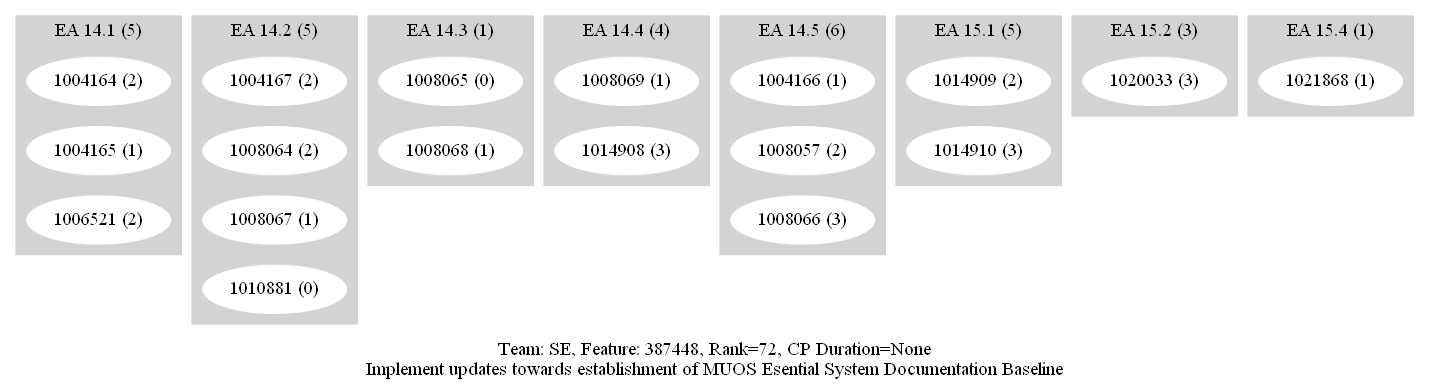 EA 14.1 (5) EA 14.2 (5) EA 14.3 (1) EA 14.4 (4) EA 14.5 (6) EA 15.1 (5) EA 15.2 (3) EA 15.4 (1)
1004164 (2) 1004167 (2) 1008065 (0) 1008069 (1) 1004166 (1) 1014909 (2) 1020033 (3) 1021868 (1)
1004165 (1) 1008064 (2) 1008068 (1) 1014908 (3) 1008057 (2) 1014910 (3)
1006521 (2) 1008067 (1) 1008066 (3)
1010881 (0)
Team: SE, Feature: 387448, Rank=72, CP Duration=None
Implement updates towards establishment of MUOS Esential System Documentation Baseline